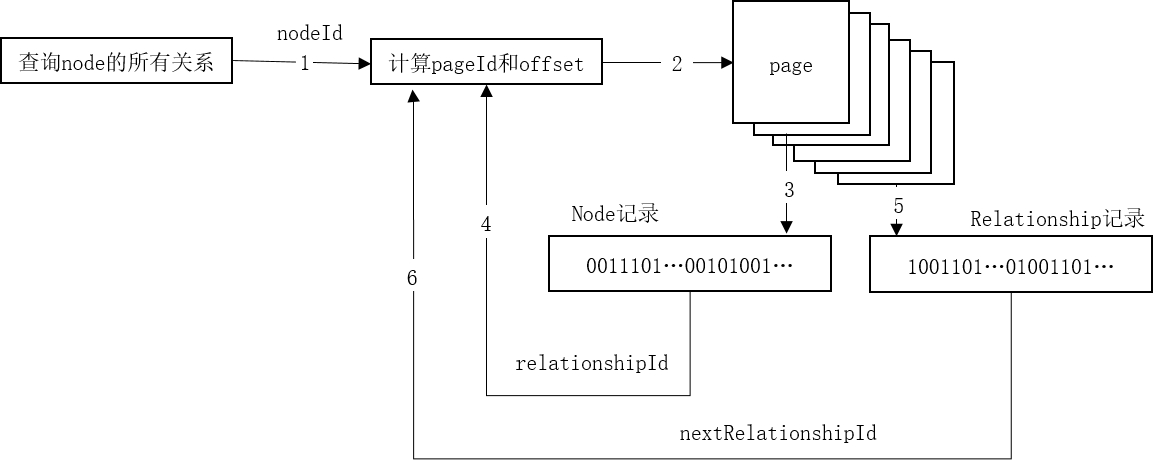 nodeId
查询node的所有关系
1
计算pageId和offset
2
page
3
5
Node记录
4
Relationship记录
0011101…00101001…
1001101…01001101…
6
relationshipId
nextRelationshipId